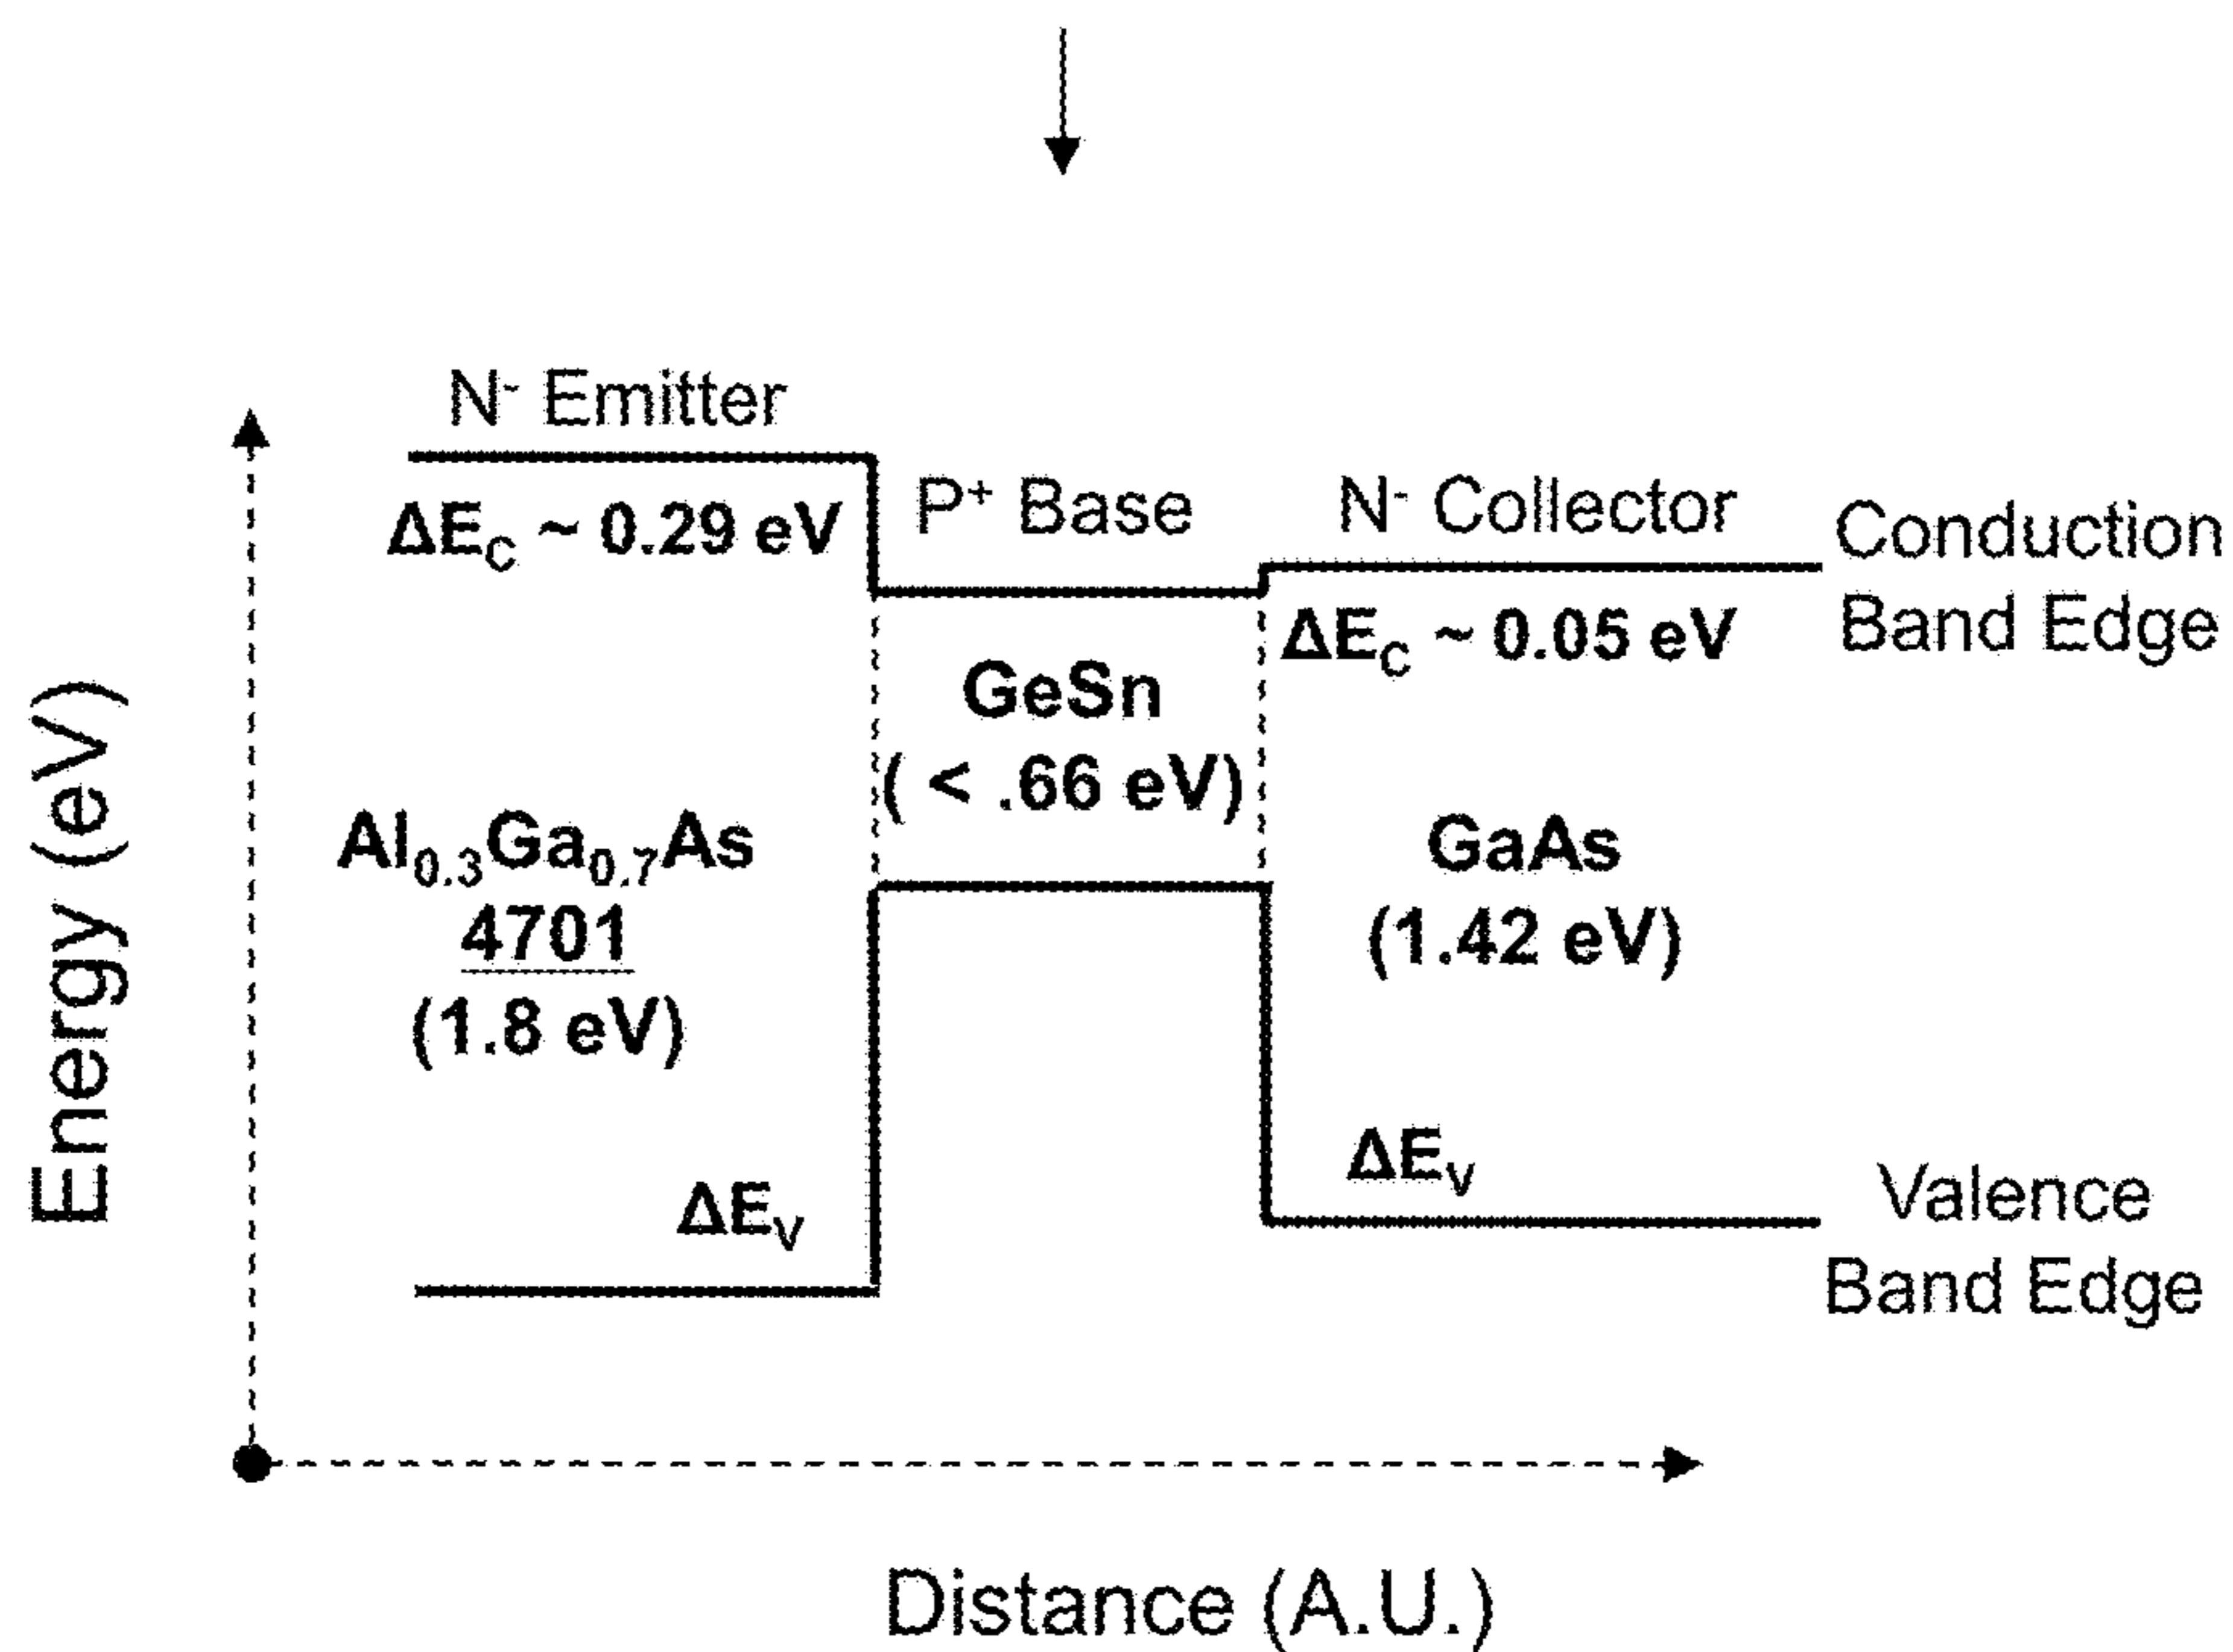 N⁻ Emitter
ΔE_C ~ 0.29 eV
P⁺ Base
N⁻ Collector
Conduction
Band Edge
ΔE_C ~ 0.05 eV
GeSn
( < .66 eV)
Al₀.₃Ga₀.₇As
4701
(1.8 eV)
GaAs
(1.42 eV)
ΔE_V
ΔE_V
Valence
Band Edge
Energy (eV)
Distance (A.U.)